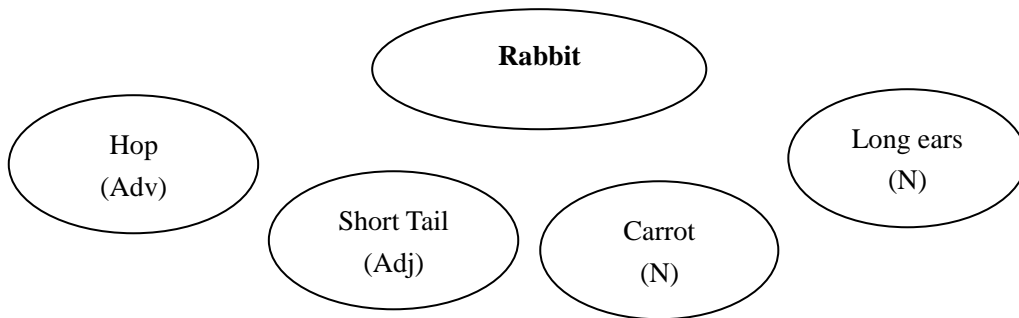 Rabbit
Hop
(Adv)
Short Tail
(Adj)
Carrot
(N)
Long ears
(N)